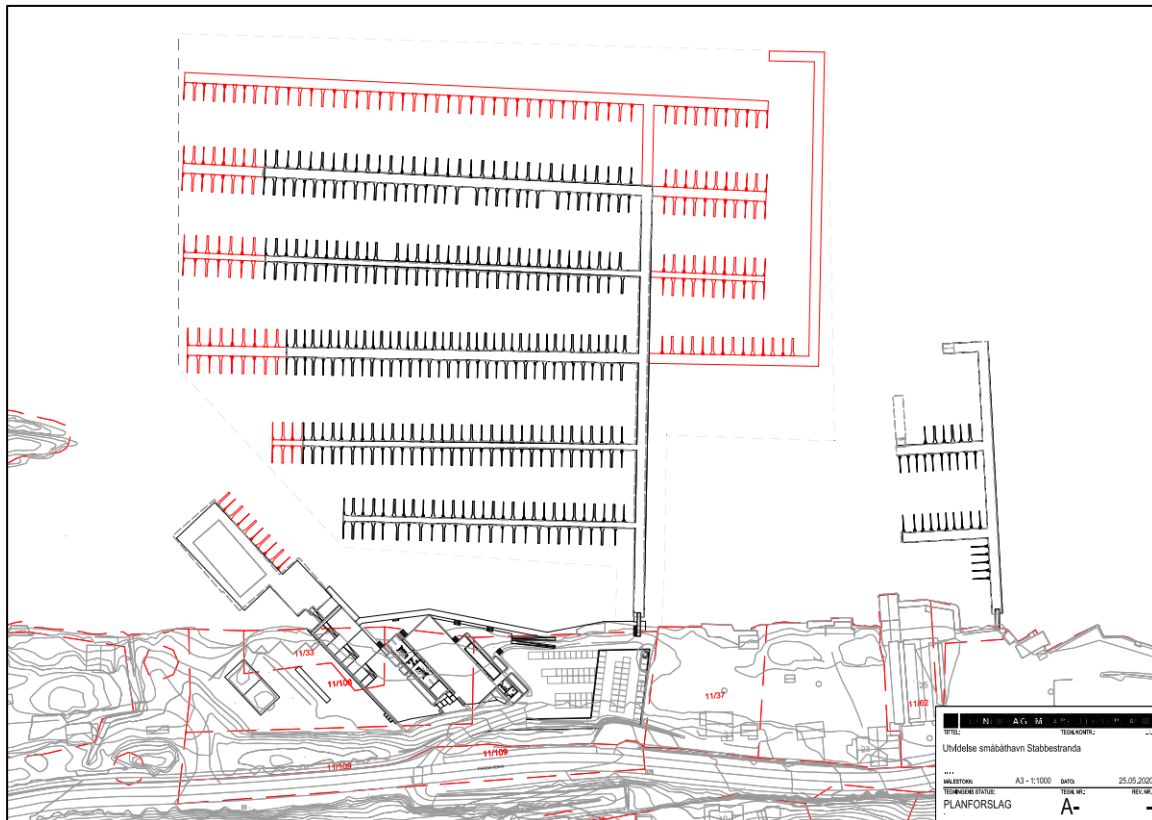 11/33
11/108
11/37
11/62
11/109
11/109
TITTEL: TEGN./KONTR.:
Utvidelse småbåthavn Stabbestranda
MÅLESTOKK: A3 - 1:1000 DATO: 25.05.2020
TEGNINGENS STATUS: TEGN. NR.: REV. NR.
PLANFORSLAG A- -